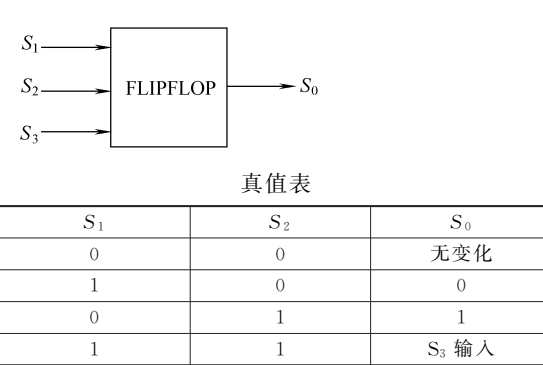 S₁
S₂
S₃
FLIPFLOP
S₀
真值表
S₁ S₂ S₀
0 0 无变化
1 0 0
0 1 1
1 1 S₃ 输入